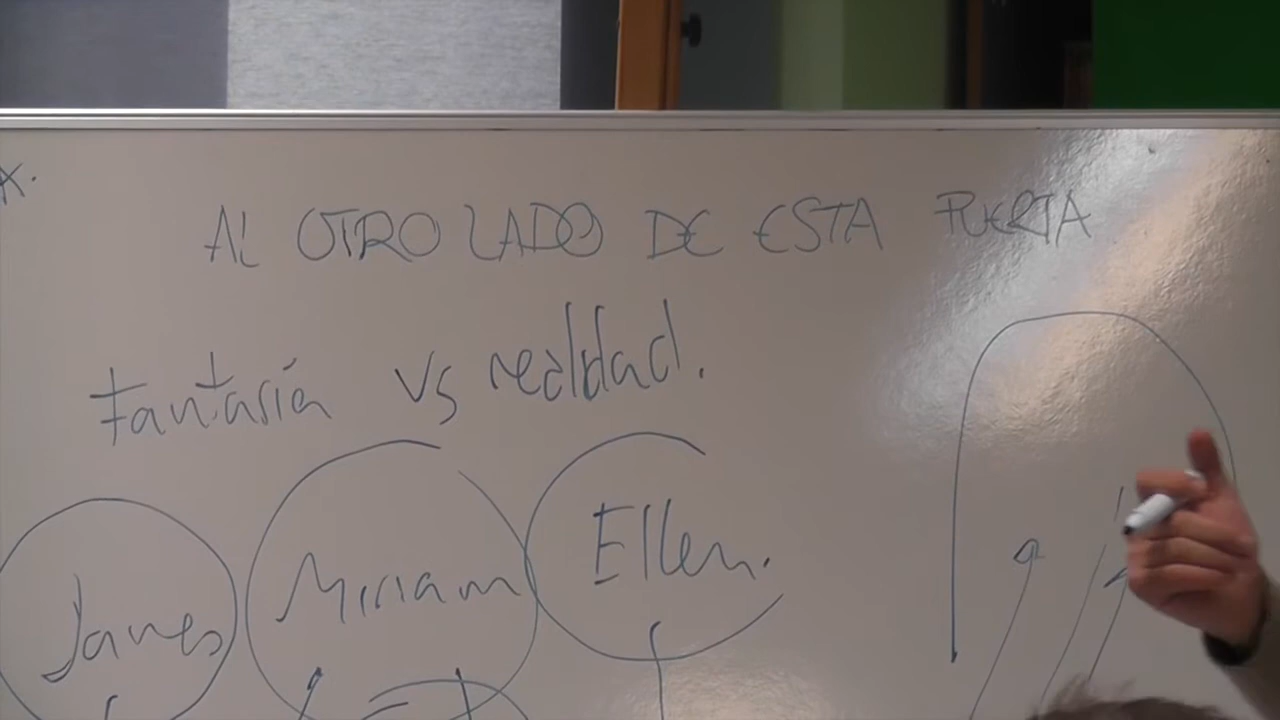 AL OTRO LADO DE ESTA PUERTA
Fantasía vs realidad.
James Miriam Ellen.